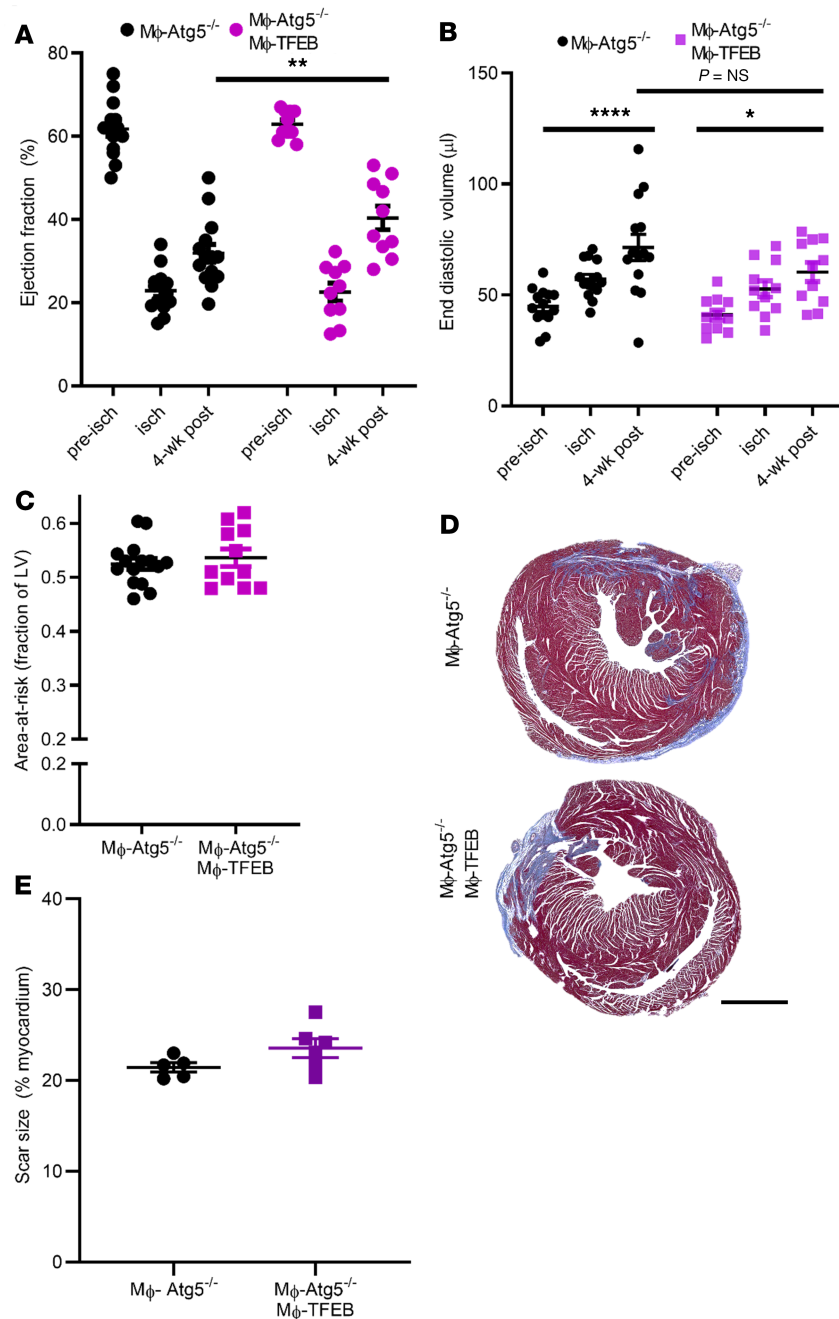 A
Mϕ-Atg5-/-
Mϕ-Atg5-/-
Mϕ-TFEB
**
Ejection fraction (%)
80
60
40
20
0
pre-isch
isch
4-wk post
pre-isch
isch
4-wk post
B
Mϕ-Atg5-/-
Mϕ-Atg5-/-
Mϕ-TFEB
P = NS
****
*
End diastolic volume (μl)
150
100
50
0
pre-isch
isch
4-wk post
pre-isch
isch
4-wk post
C
Area-at-risk (fraction of LV)
0.6
0.5
0.4
0.3
0.2
0.2
0.0
Mϕ-Atg5-/-
Mϕ-Atg5-/-
Mϕ-TFEB
D
Mϕ-Atg5-/-
Mϕ-Atg5-/-
Mϕ-TFEB
E
Scar size (% myocardium)
40
30
20
10
0
Mϕ- Atg5-/-
Mϕ-Atg5-/-
Mϕ-TFEB